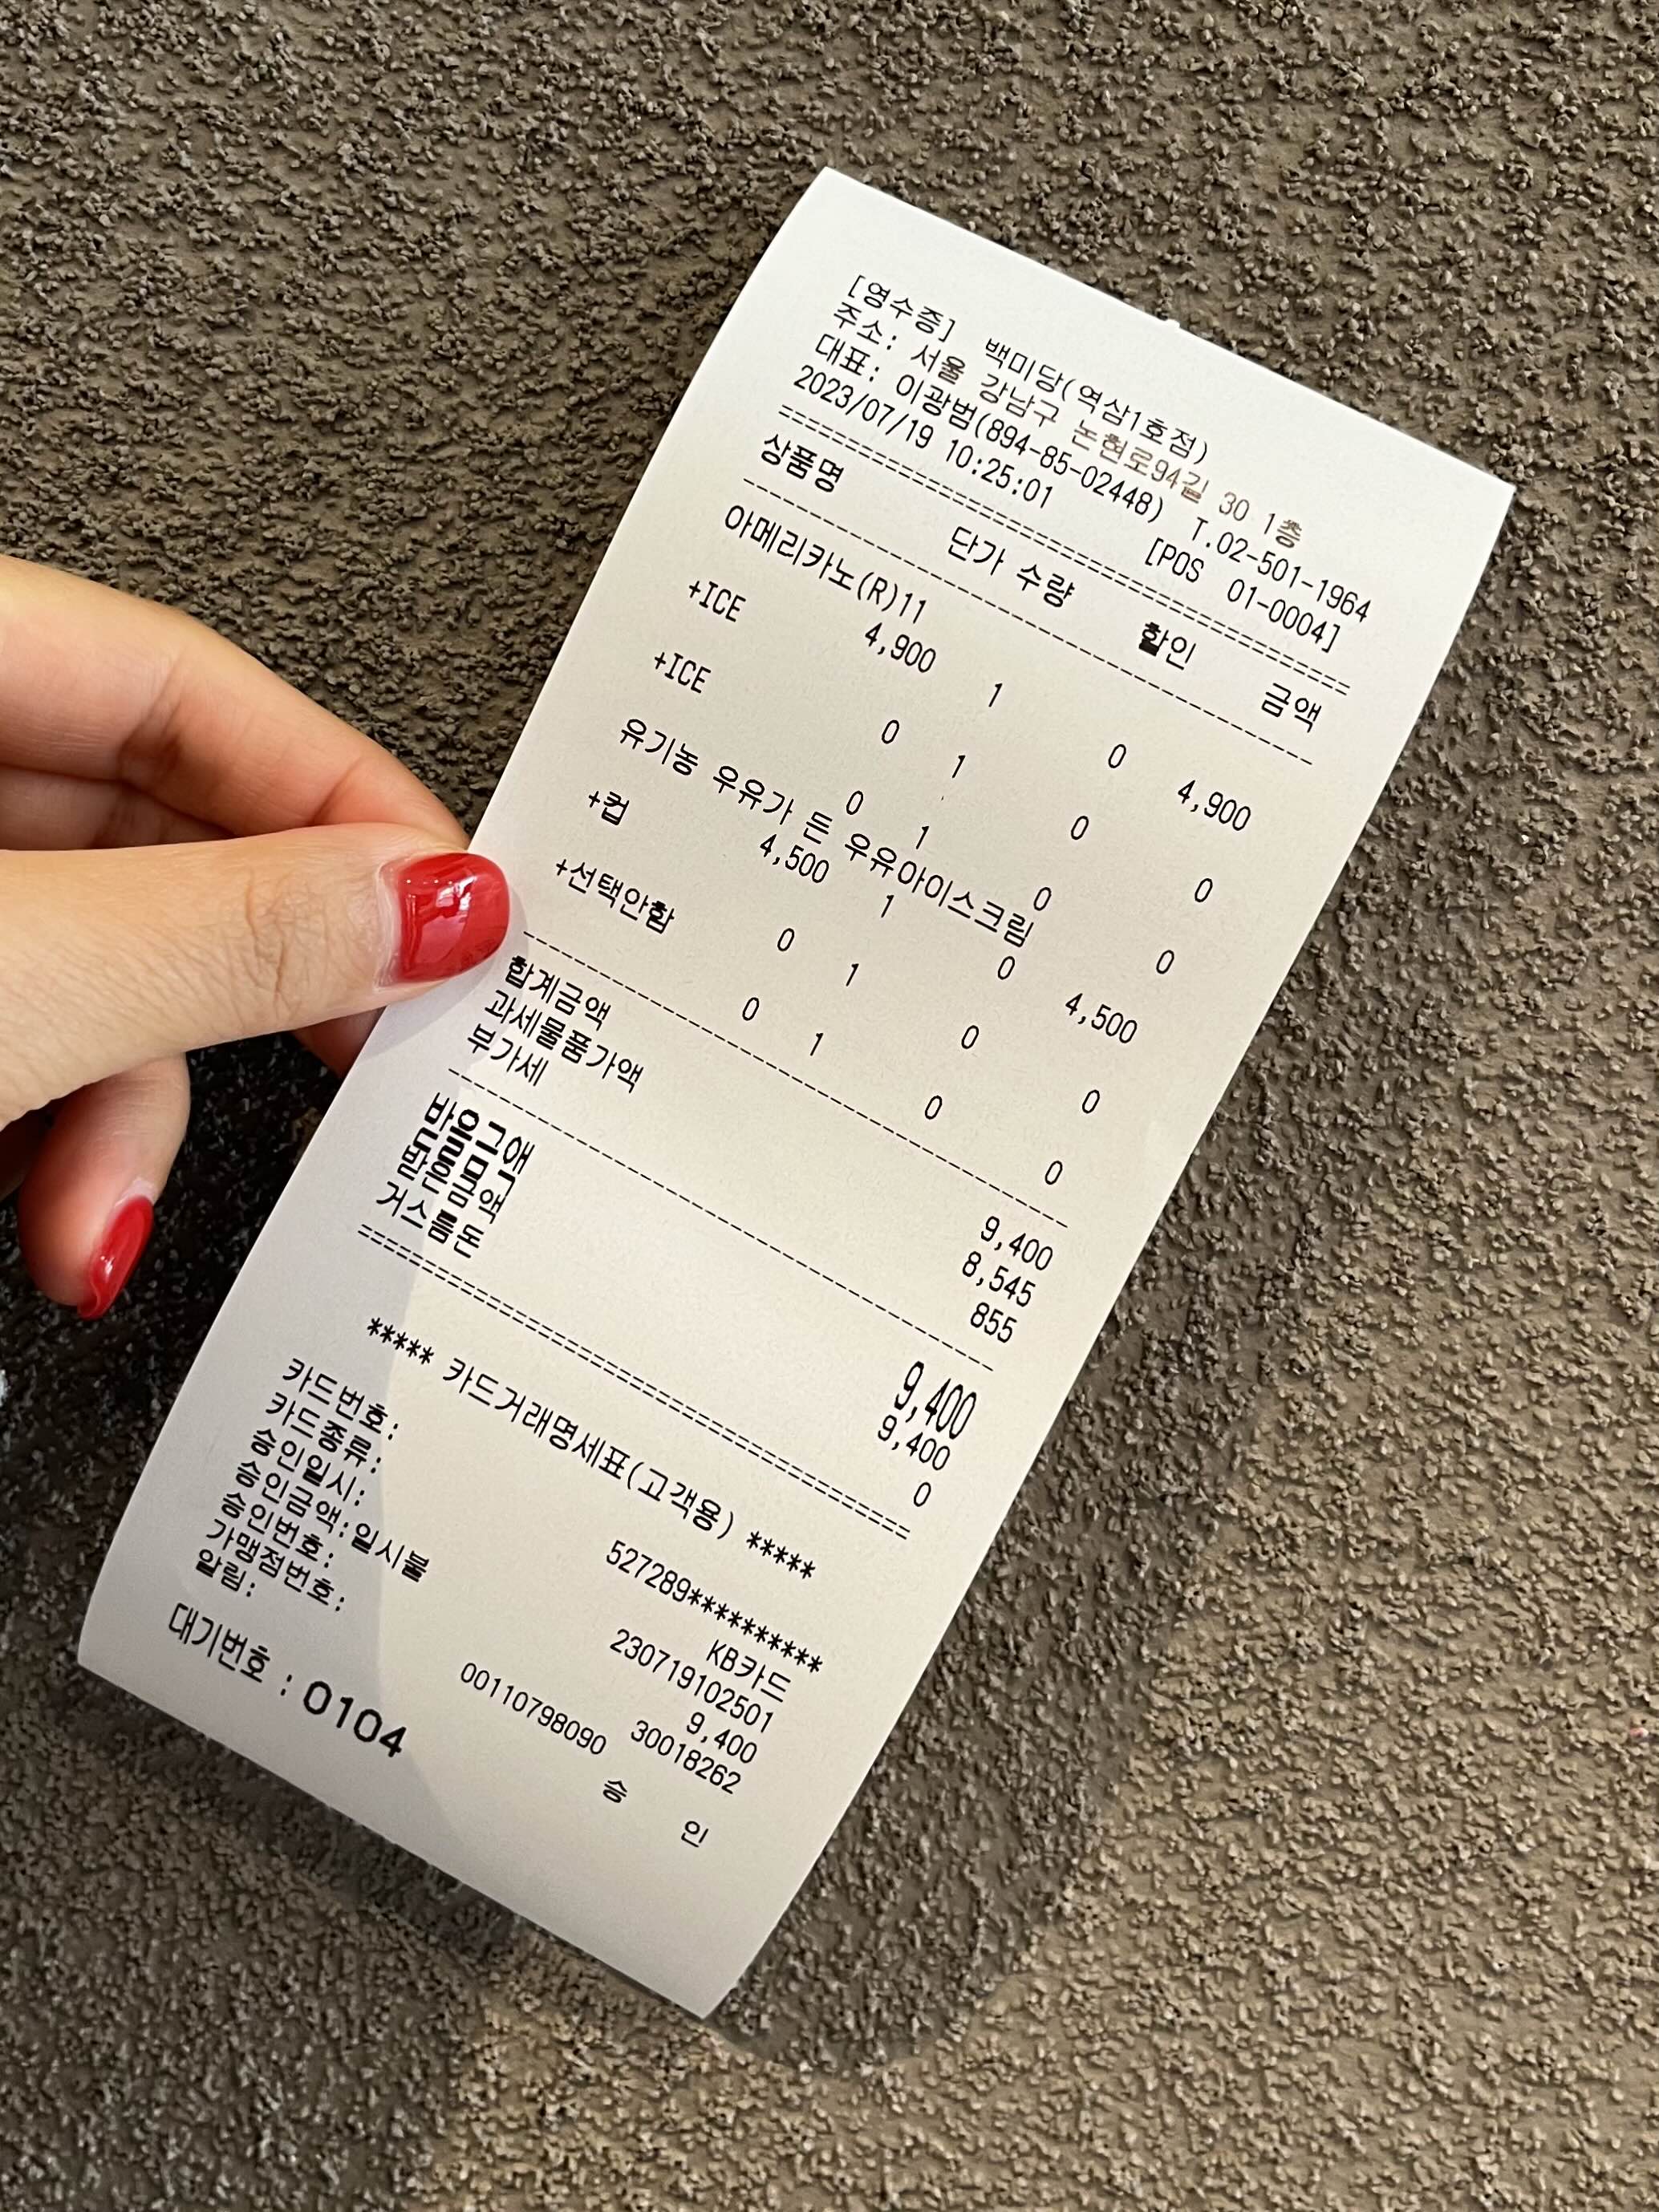 [영수증] 백미당(역삼1호점)
주소: 서울 강남구 논현로94길 30 1층
대표: 이광범(894-85-02448) T.02-501-1964
2023/07/19 10:25:01 [POS 01-0004]
상품명 단가 수량 할인 금액
아메리카노(R)11
4,900 1 0 4,900
+ICE 0 1 0 0
+ICE 0 1 0 0
유기농 우유가 든 우유아이스크림
4,500 1 0 4,500
+컵 0 1 0 0
+선택안함 0 1 0 0
합계금액 9,400
과세물품가액 8,545
부가세 855
받을금액 9,400
받은금액 9,400
거스름돈 0
***** 카드거래명세표(고객용) *****
카드번호: 527289**********
카드종류: KB카드
승인일시: 230719102501
승인금액:일시불 9,400
승인번호: 30018262
가맹점번호: 00110798090
알림: 승 인
대기번호 : 0104